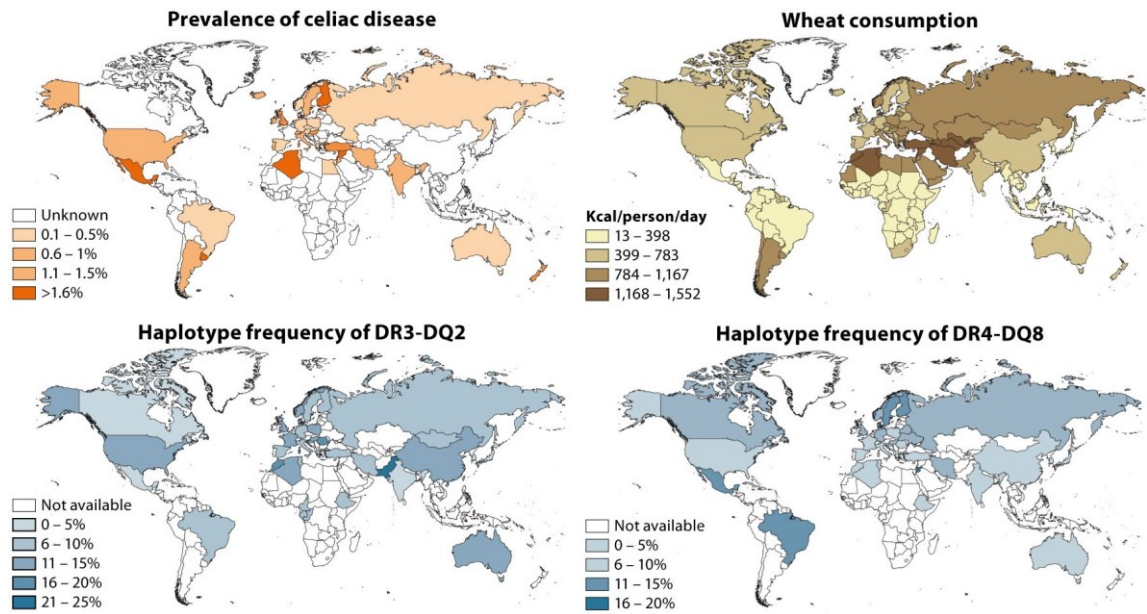 Prevalence of celiac disease
Unknown
0.1 – 0.5%
0.6 – 1%
1.1 – 1.5%
>1.6%
Wheat consumption
Kcal/person/day
13 – 398
399 – 783
784 – 1,167
1,168 – 1,552
Haplotype frequency of DR3-DQ2
Not available
0 – 5%
6 – 10%
11 – 15%
16 – 20%
21 – 25%
Haplotype frequency of DR4-DQ8
Not available
0 – 5%
6 – 10%
11 – 15%
16 – 20%